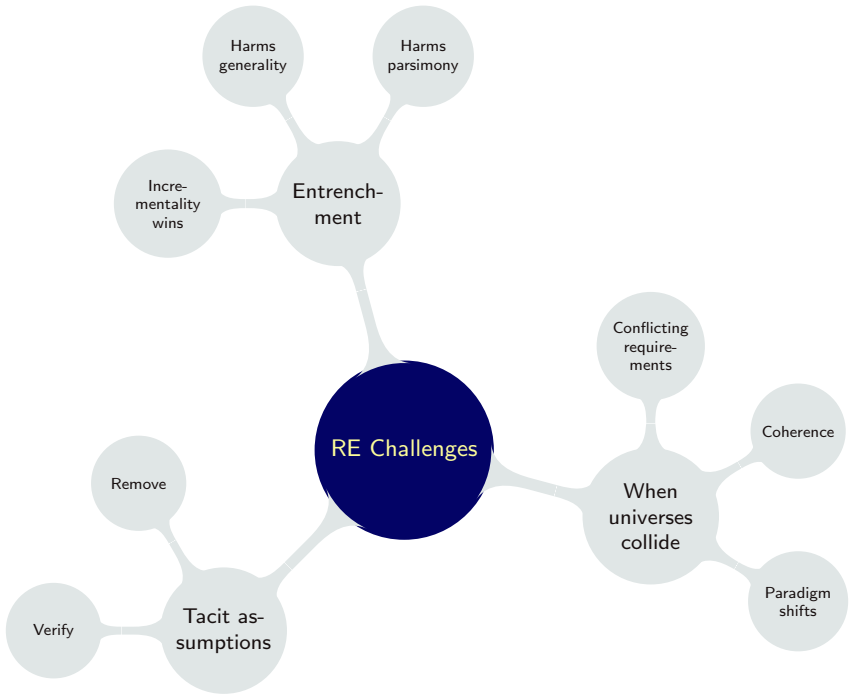 Harms
generality
Harms
parsimony
Incre-
mentality
wins
Entrench-
ment
Conflicting
require-
ments
Coherence
RE Challenges
When
universes
collide
Remove
Paradigm
shifts
Tacit as-
sumptions
Verify